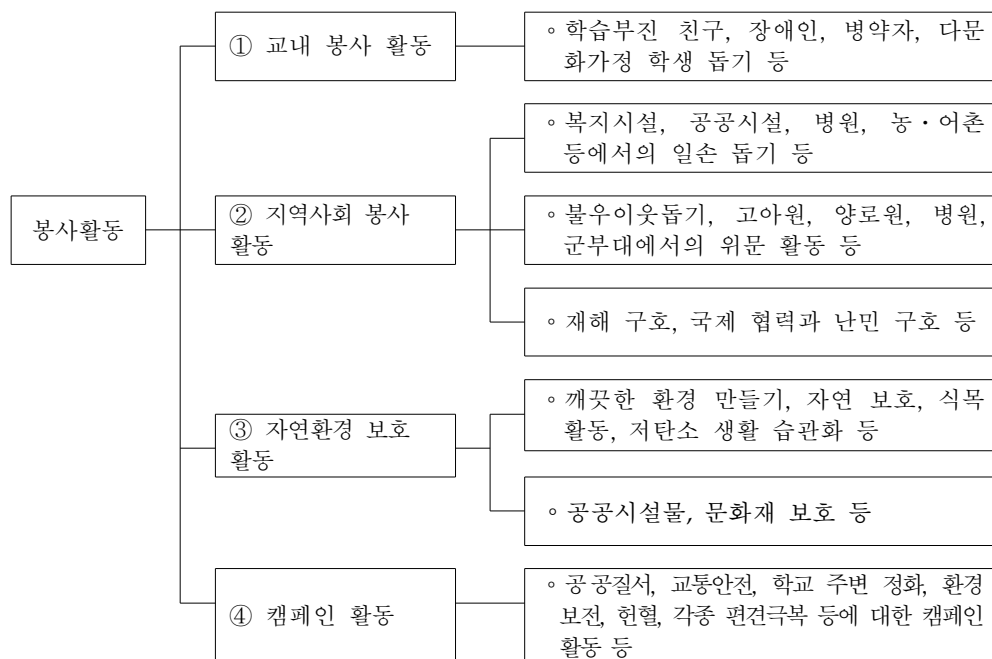 ① 교내 봉사 활동
◦ 학습부진 친구, 장애인, 병약자, 다문
화가정 학생 돕기 등
◦ 복지시설, 공공시설, 병원, 농・어촌
등에서의 일손 돕기 등
봉사활동
② 지역사회 봉사
활동
◦ 불우이웃돕기, 고아원, 양로원, 병원,
군부대에서의 위문 활동 등
◦ 재해 구호, 국제 협력과 난민 구호 등
③ 자연환경 보호
활동
◦ 깨끗한 환경 만들기, 자연 보호, 식목
활동, 저탄소 생활 습관화 등
◦ 공공시설물, 문화재 보호 등
④ 캠페인 활동
◦ 공공질서, 교통안전, 학교 주변 정화, 환경
보전, 헌혈, 각종 편견극복 등에 대한 캠페인
활동 등